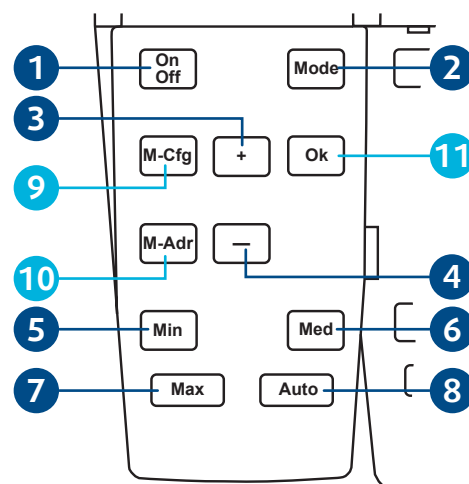 1
On
Off
Mode
2
3
M-Cfg
+
Ok
11
9
M-Adr
—
10
4
5
Min
Med
6
7
Max
Auto
8